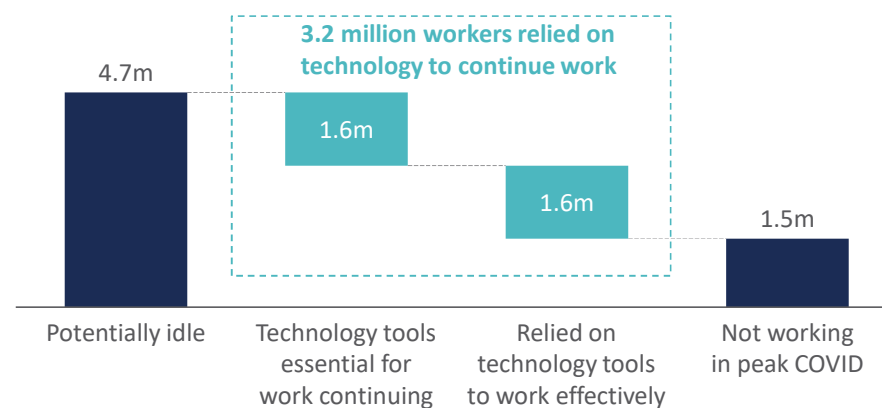 3.2 million workers relied on
technology to continue work
4.7m
1.6m
1.6m
1.5m
Potentially idle
Technology tools
essential for
work continuing
Relied on
technology tools
to work effectively
Not working
in peak COVID